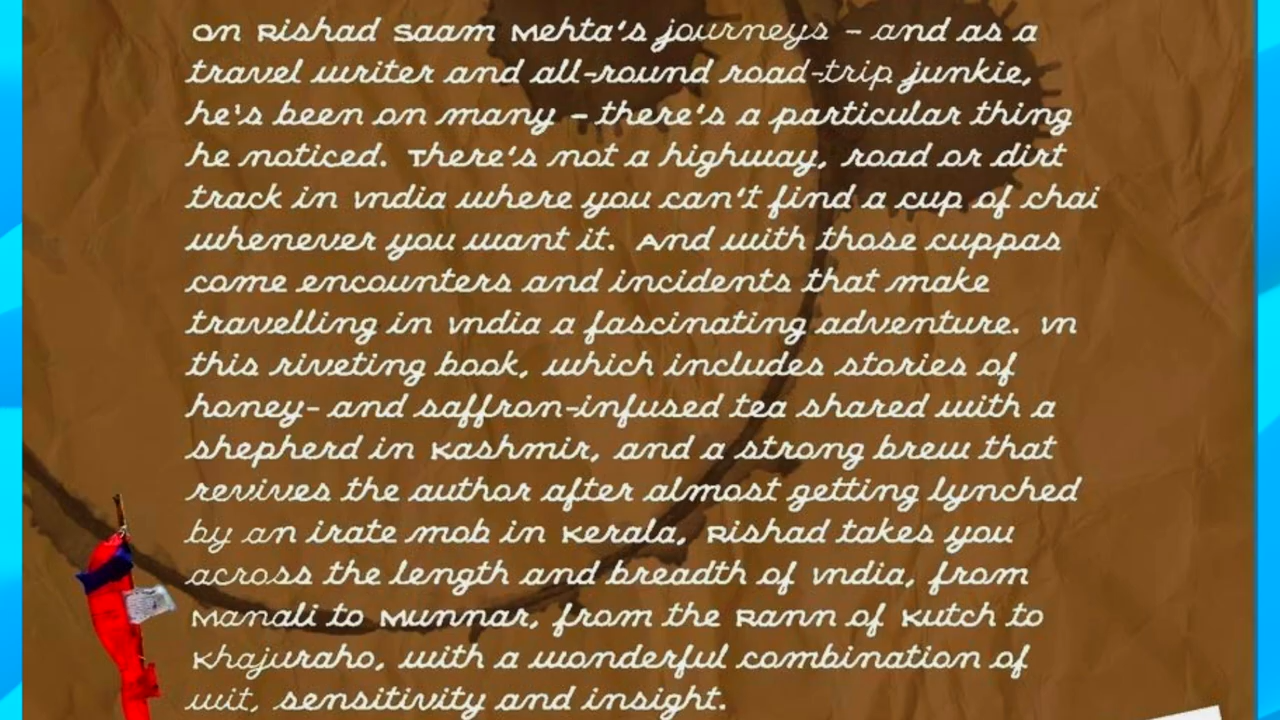 on Rishad Saam Mehta's journeys – and as a
travel writer and all-round road-trip junkie,
he's been on many – there's a particular thing
he noticed. There's not a highway, road or dirt
track in India where you can't find a cup of chai
whenever you want it. And with those cuppas
come encounters and incidents that make
travelling in India a fascinating adventure. In
this riveting book, which includes stories of
honey- and saffron-infused tea shared with a
shepherd in Kashmir, and a strong brew that
revives the author after almost getting lynched
by an irate mob in Kerala, Rishad takes you
across the length and breadth of India, from
Manali to Munnar, from the Rann of Kutch to
Khajuraho, with a wonderful combination of
wit, sensitivity and insight.